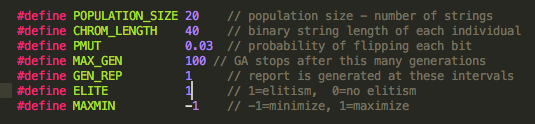 #define POPULATION_SIZE 20 // population size - number of strings
#define CHROM_LENGTH 40 // binary string length of each individual
#define PMUT 0.03 // probability of flipping each bit
#define MAX_GEN 100 // GA stops after this many generations
#define GEN_REP 1 // report is generated at these intervals
#define ELITE 1 // 1=elitism, 0=no elitism
#define MAXMIN -1 // -1=minimize, 1=maximize